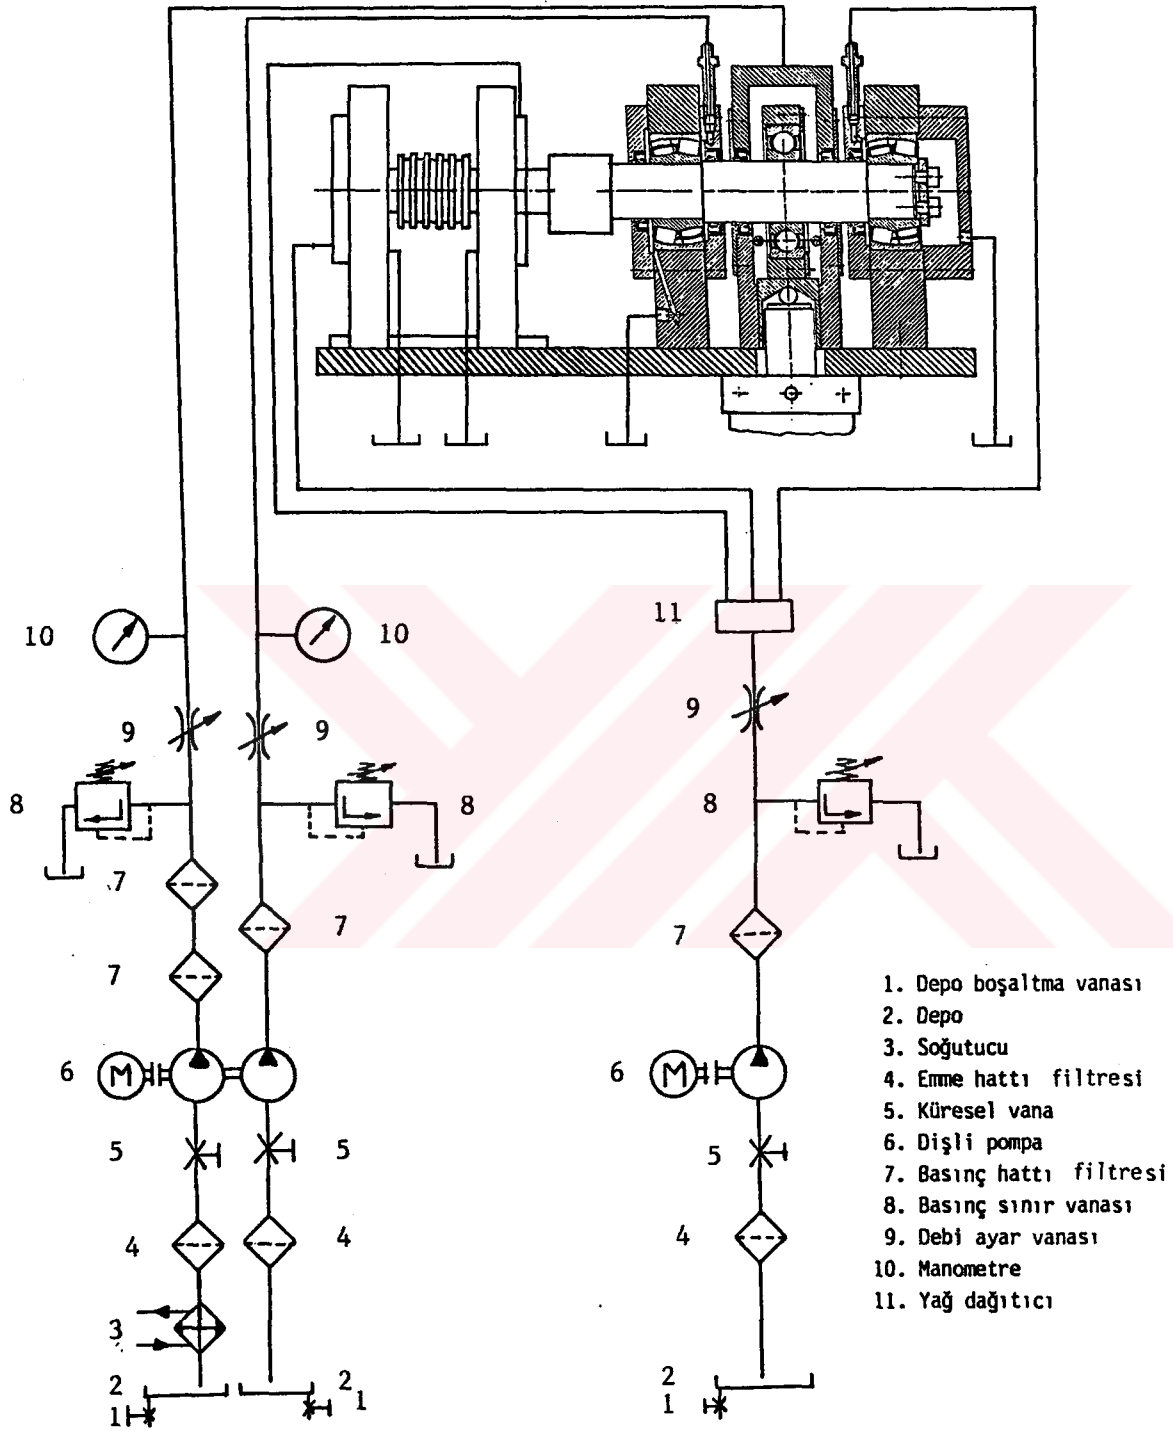 11
10
10
9
9
9
8
8
8
7
7
7
7
6
M
6
M
5
5
5
4
4
4
3
2
2
2
1
1
1
1. Depo boşaltma vanası
2. Depo
3. Soğutucu
4. Emme hattı filtresi
5. Küresel vana
6. Dişli pompa
7. Basınç hattı filtresi
8. Basınç sınır vanası
9. Debi ayar vanası
10. Manometre
11. Yağ dağıtıcı